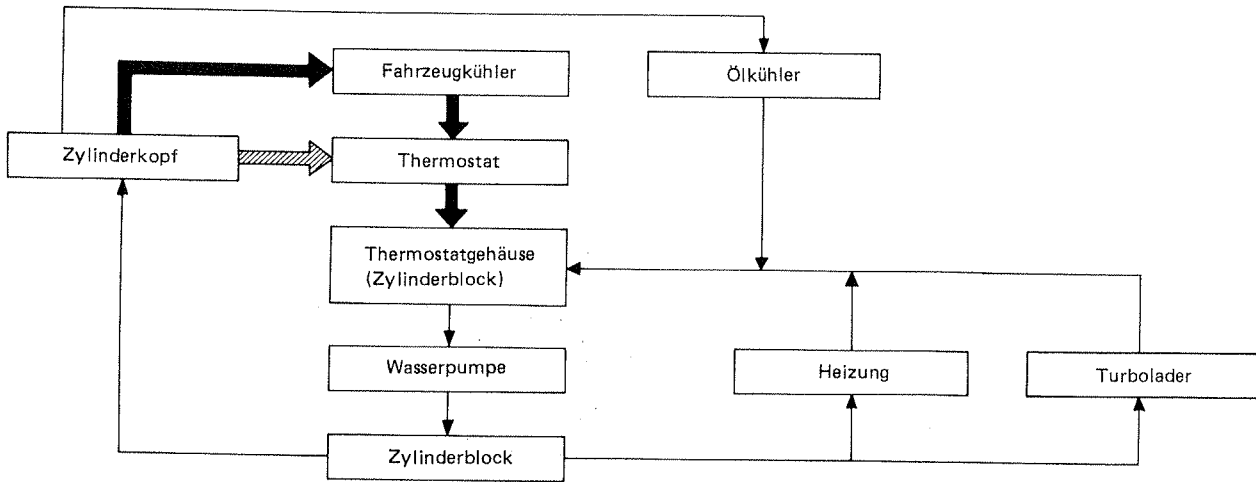 Fahrzeugkühler
Ölkühler
Zylinderkopf
Thermostat
Thermostatgehäuse
(Zylinderblock)
Wasserpumpe
Heizung
Turbolader
Zylinderblock